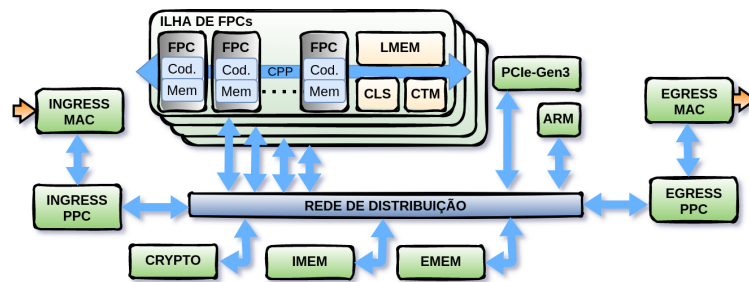 ILHA DE FPCs
FPC
Cod.
Mem
FPC
Cod.
Mem
CPP
....
FPC
Cod.
Mem
LMEM
CLS
CTM
PCIe-Gen3
ARM
INGRESS
MAC
EGRESS
MAC
INGRESS
PPC
REDE DE DISTRIBUIÇÃO
EGRESS
PPC
CRYPTO
IMEM
EMEM